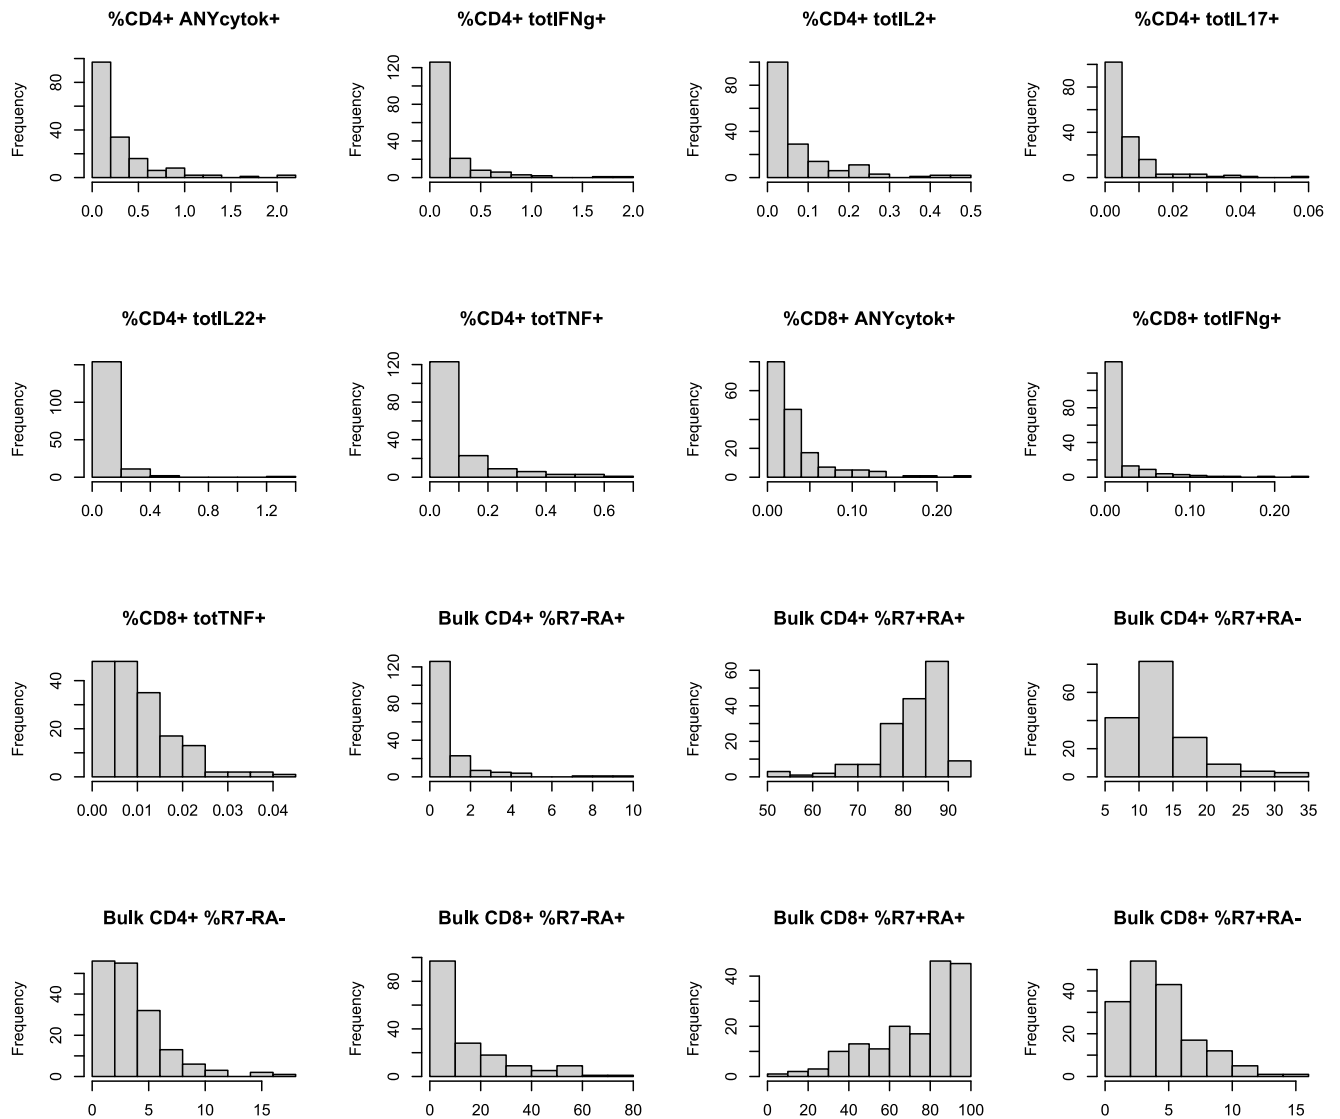 %CD4+ ANYcytok+
%CD4+ totIFNg+
%CD4+ totIL2+
%CD4+ totIL17+
Frequency
0 40 80
0.0 0.5 1.0 1.5 2.0
Frequency
0 40 80 120
0.0 0.5 1.0 1.5 2.0
Frequency
0 40 80
0.0 0.1 0.2 0.3 0.4 0.5
Frequency
0 40 80
0.00 0.02 0.04 0.06
%CD4+ totIL22+
%CD4+ totTNF+
%CD8+ ANYcytok+
%CD8+ totIFNg+
Frequency
0 50 100
0.0 0.4 0.8 1.2
Frequency
0 40 80 120
0.0 0.2 0.4 0.6
Frequency
0 20 60
0.00 0.10 0.20
Frequency
0 40 80
0.00 0.10 0.20
%CD8+ totTNF+
Bulk CD4+ %R7-RA+
Bulk CD4+ %R7+RA+
Bulk CD4+ %R7+RA-
Frequency
0 20 40
0.00 0.01 0.02 0.03 0.04
Frequency
0 40 80 120
0 2 4 6 8 10
Frequency
0 20 40 60
50 60 70 80 90
Frequency
0 20 60
5 10 15 20 25 30 35
Bulk CD4+ %R7-RA-
Bulk CD8+ %R7-RA+
Bulk CD8+ %R7+RA+
Bulk CD8+ %R7+RA-
Frequency
0 20 40
0 5 10 15
Frequency
0 40 80
0 20 40 60 80
Frequency
0 10 20 40
0 20 40 60 80 100
Frequency
0 20 40
0 5 10 15